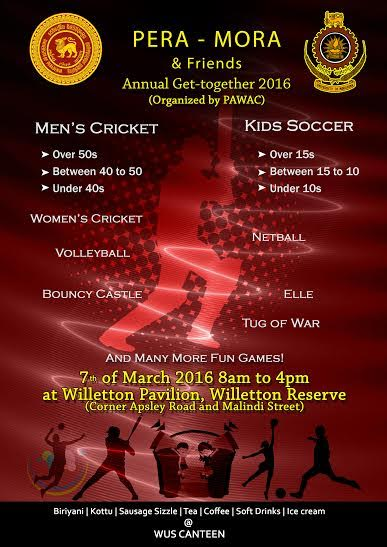 PERA - MORA
& Friends
Annual Get-together 2016
(Organized by PAWAC)
MEN'S CRICKET
➤ Over 50s
➤ Between 40 to 50
➤ Under 40s
KIDS SOCCER
➤ Over 15s
➤ Between 15 to 10
➤ Under 10s
WOMEN'S CRICKET
NETBALL
VOLLEYBALL
BOUNCY CASTLE
ELLE
TUG OF WAR
AND MANY MORE FUN GAMES!
7th of March 2016 8am to 4pm
at Willetton Pavilion, Willetton Reserve
(Corner Apsley Road and Malindi Street)
Biriyani | Kottu | Sausage Sizzle | Tea | Coffee | Soft Drinks | Ice cream
@
WUS CANTEEN